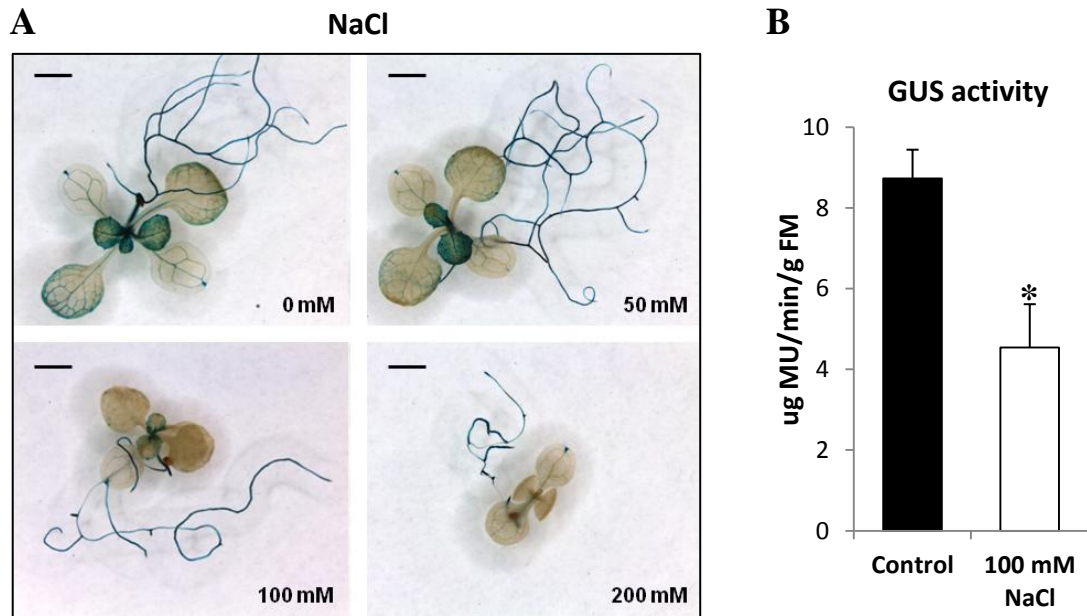 A
NaCl
0 mM
50 mM
100 mM
200 mM
B
GUS activity
ug MU/min/g FM
10
8
6
4
2
0
*
Control
100 mM
NaCl